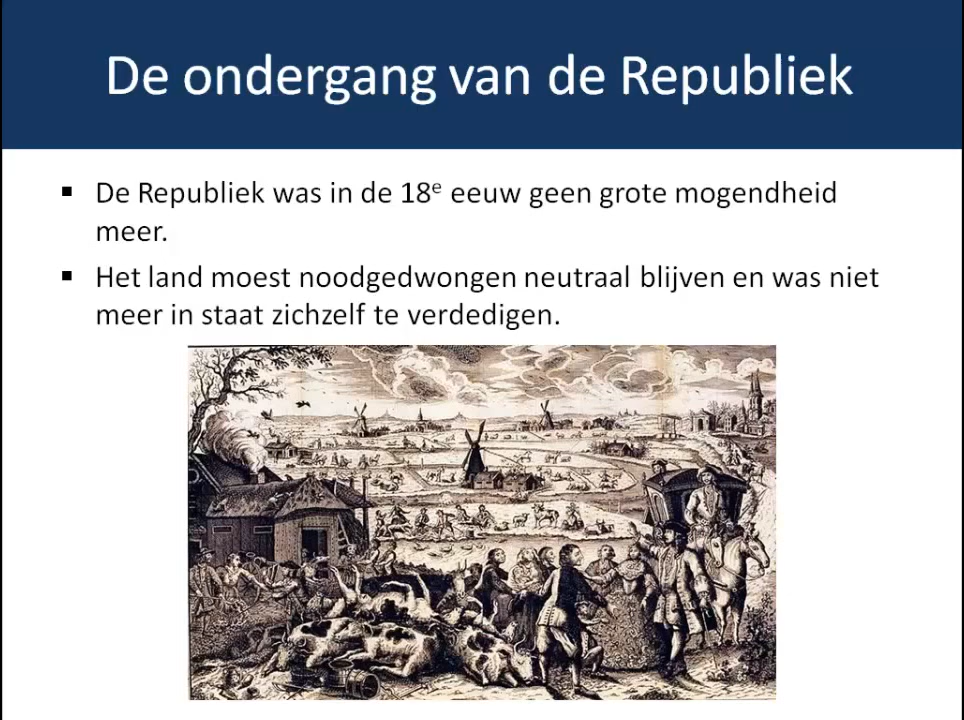 De ondergang van de Republiek
▪ De Republiek was in de 18e eeuw geen grote mogendheid
meer.
▪ Het land moest noodgedwongen neutraal blijven en was niet
meer in staat zichzelf te verdedigen.